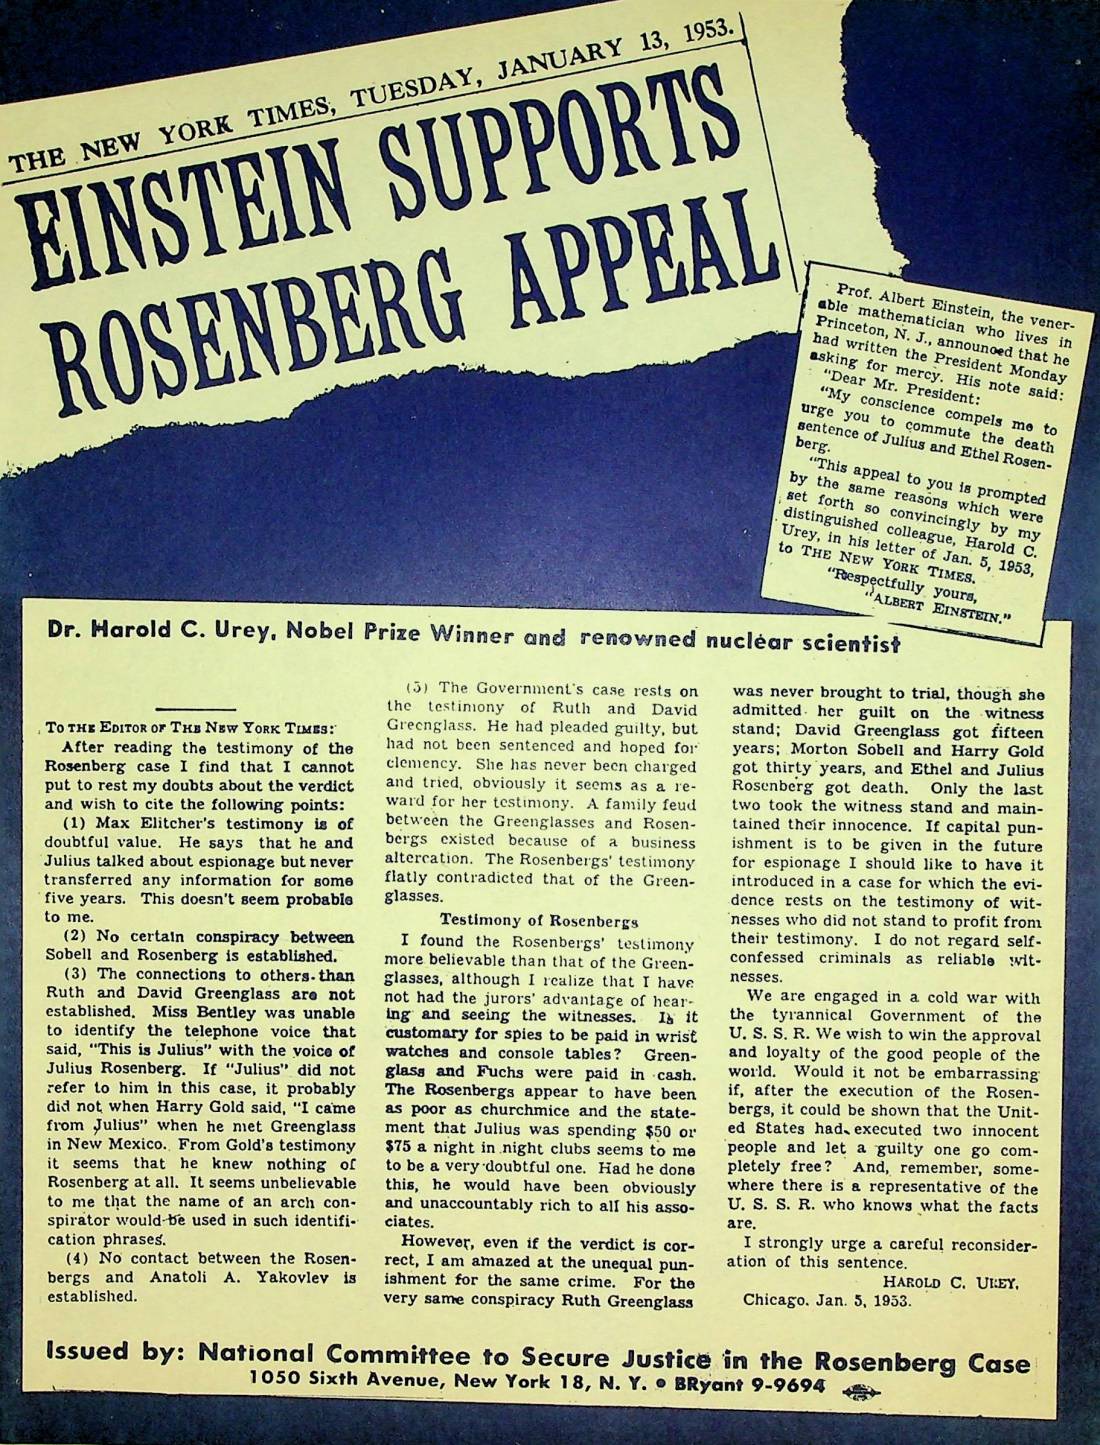 THE NEW YORK TIMES, TUESDAY, JANUARY 13, 1953.
EINSTEIN SUPPORTS
ROSENBERG APPEAL
Prof. Albert Einstein, the vener-
able mathematician who lives in
Princeton, N. J., announced that he
had written the President Monday
asking for mercy. His note said:
"Dear Mr. President:
"My conscience compels me to
urge you to commute the death
sentence of Julius and Ethel Rosen-
berg.
"This appeal to you is prompted
by the same reasons which were
set forth so convincingly by my
distinguished colleague, Harold C.
Urey, in his letter of Jan. 5, 1953,
to THE NEW YORK TIMES.
"Respectfully yours,
"ALBERT EINSTEIN."
Dr. Harold C. Urey, Nobel Prize Winner and renowned nuclear scientist
TO THE EDITOR OF THE NEW YORK TIMES:
After reading the testimony of the
Rosenberg case I find that I cannot
put to rest my doubts about the verdict
and wish to cite the following points:
(1) Max Elitcher's testimony is of
doubtful value. He says that he and
Julius talked about espionage but never
transferred any information for some
five years. This doesn't seem probable
to me.
(2) No certain conspiracy between
Sobell and Rosenberg is established.
(3) The connections to others than
Ruth and David Greenglass are not
established. Miss Bentley was unable
to identify the telephone voice that
said, "This is Julius" with the voice of
Julius Rosenberg. If "Julius" did not
refer to him in this case, it probably
did not when Harry Gold said, "I came
from Julius" when he met Greenglass
in New Mexico. From Gold's testimony
it seems that he knew nothing of
Rosenberg at all. It seems unbelievable
to me that the name of an arch con-
spirator would be used in such identifi-
cation phrases.
(4) No contact between the Rosen-
bergs and Anatoli A. Yakovlev is
established.
(5) The Government's case rests on
the testimony of Ruth and David
Greenglass. He had pleaded guilty, but
had not been sentenced and hoped for
clemency. She has never been charged
and tried, obviously it seems as a re-
ward for her testimony. A family feud
between the Greenglasses and Rosen-
bergs existed because of a business
altercation. The Rosenbergs' testimony
flatly contradicted that of the Green-
glasses.
Testimony of Rosenbergs
I found the Rosenbergs' testimony
more believable than that of the Green-
glasses, although I realize that I have
not had the jurors' advantage of hear-
ing and seeing the witnesses. Is it
customary for spies to be paid in wrist
watches and console tables? Green-
glass and Fuchs were paid in cash.
The Rosenbergs appear to have been
as poor as churchmice and the state-
ment that Julius was spending $50 or
$75 a night in night clubs seems to me
to be a very doubtful one. Had he done
this, he would have been obviously
and unaccountably rich to all his asso-
ciates.
However, even if the verdict is cor-
rect, I am amazed at the unequal pun-
ishment for the same crime. For the
very same conspiracy Ruth Greenglass
was never brought to trial, though she
admitted her guilt on the witness
stand; David Greenglass got fifteen
years; Morton Sobell and Harry Gold
got thirty years, and Ethel and Julius
Rosenberg got death. Only the last
two took the witness stand and main-
tained their innocence. If capital pun-
ishment is to be given in the future
for espionage I should like to have it
introduced in a case for which the evi-
dence rests on the testimony of wit-
nesses who did not stand to profit from
their testimony. I do not regard self-
confessed criminals as reliable wit-
nesses.
We are engaged in a cold war with
the tyrannical Government of the
U. S. S. R. We wish to win the approval
and loyalty of the good people of the
world. Would it not be embarrassing
if, after the execution of the Rosen-
bergs, it could be shown that the Unit-
ed States had executed two innocent
people and let a guilty one go com-
pletely free? And, remember, some-
where there is a representative of the
U. S. S. R. who knows what the facts
are.
I strongly urge a careful reconsider-
ation of this sentence.
HAROLD C. UREY.
Chicago. Jan. 5, 1953.
Issued by: National Committee to Secure Justice in the Rosenberg Case
1050 Sixth Avenue, New York 18, N. Y. • BRyant 9-9694